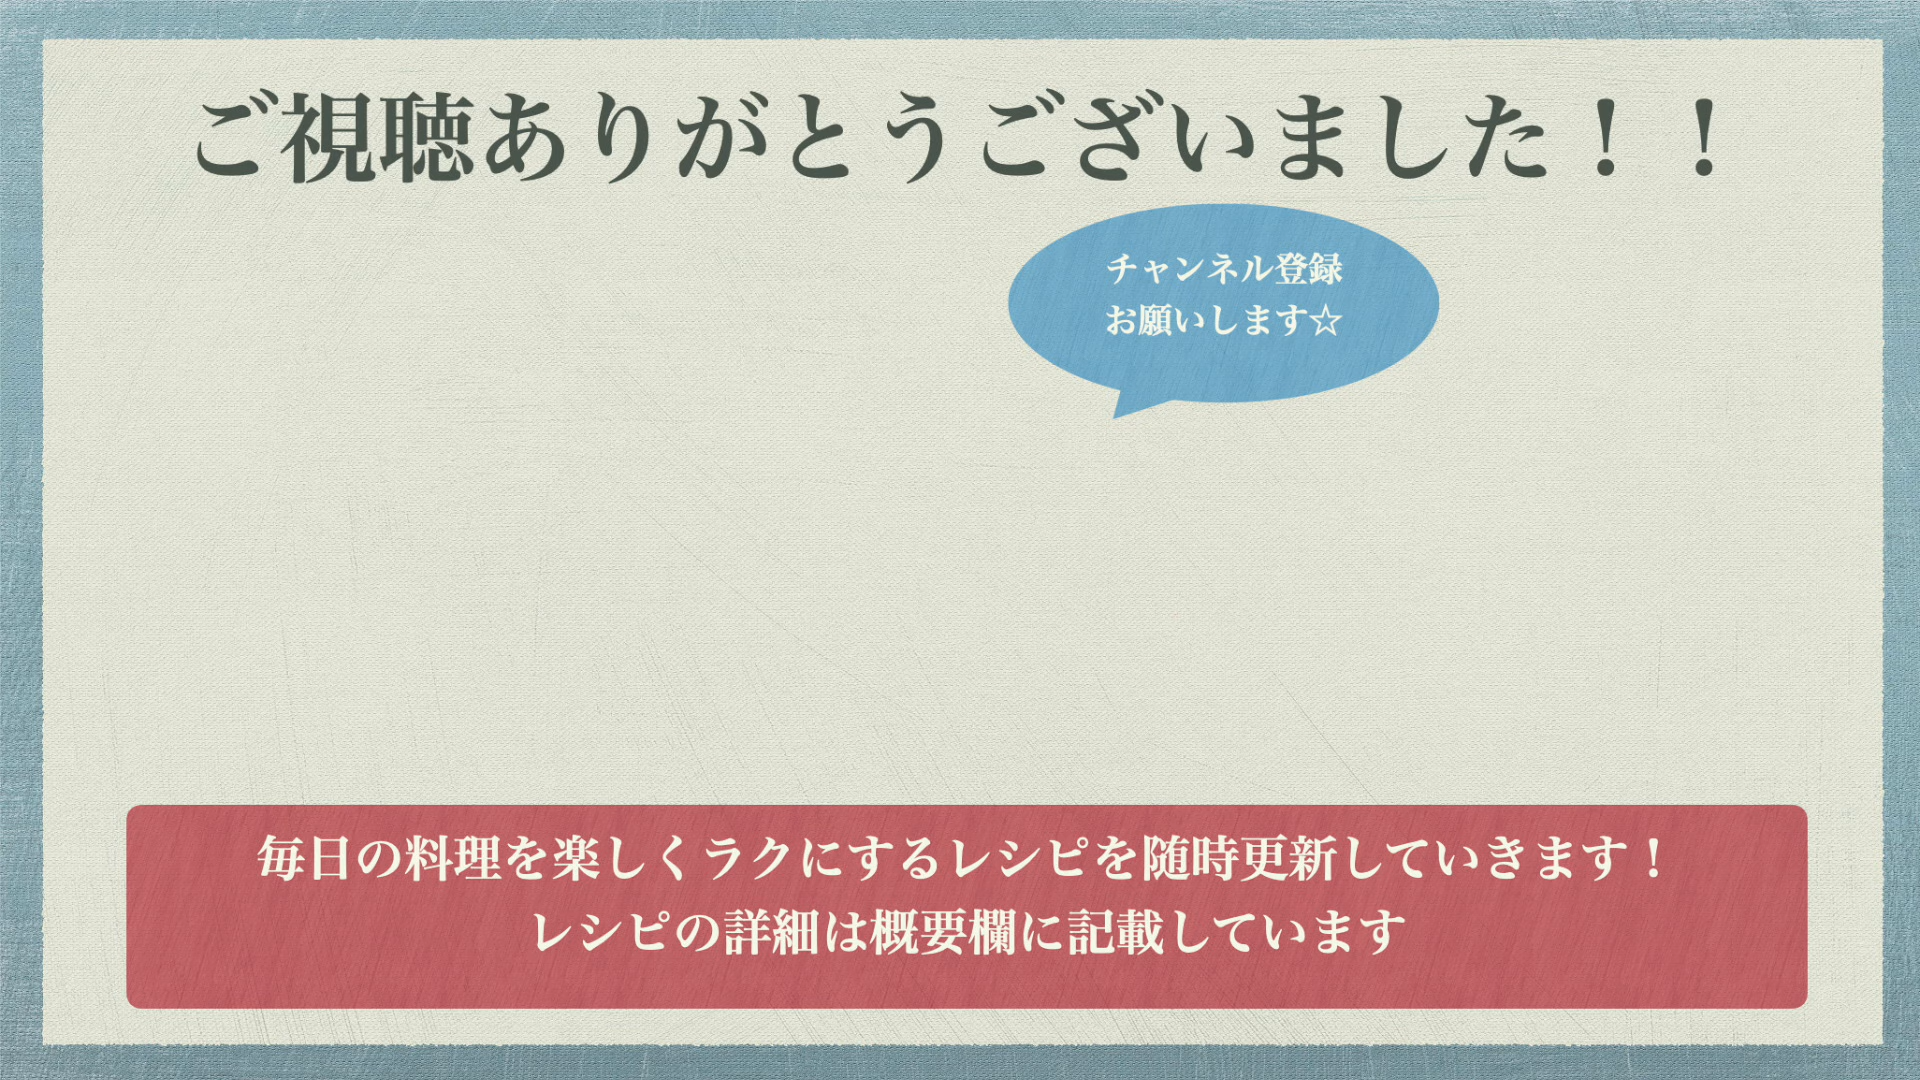 ご視聴ありがとうございました！！
チャンネル登録
お願いします☆
毎日の料理を楽しくラクにするレシピを随時更新していきます！
レシピの詳細は概要欄に記載しています